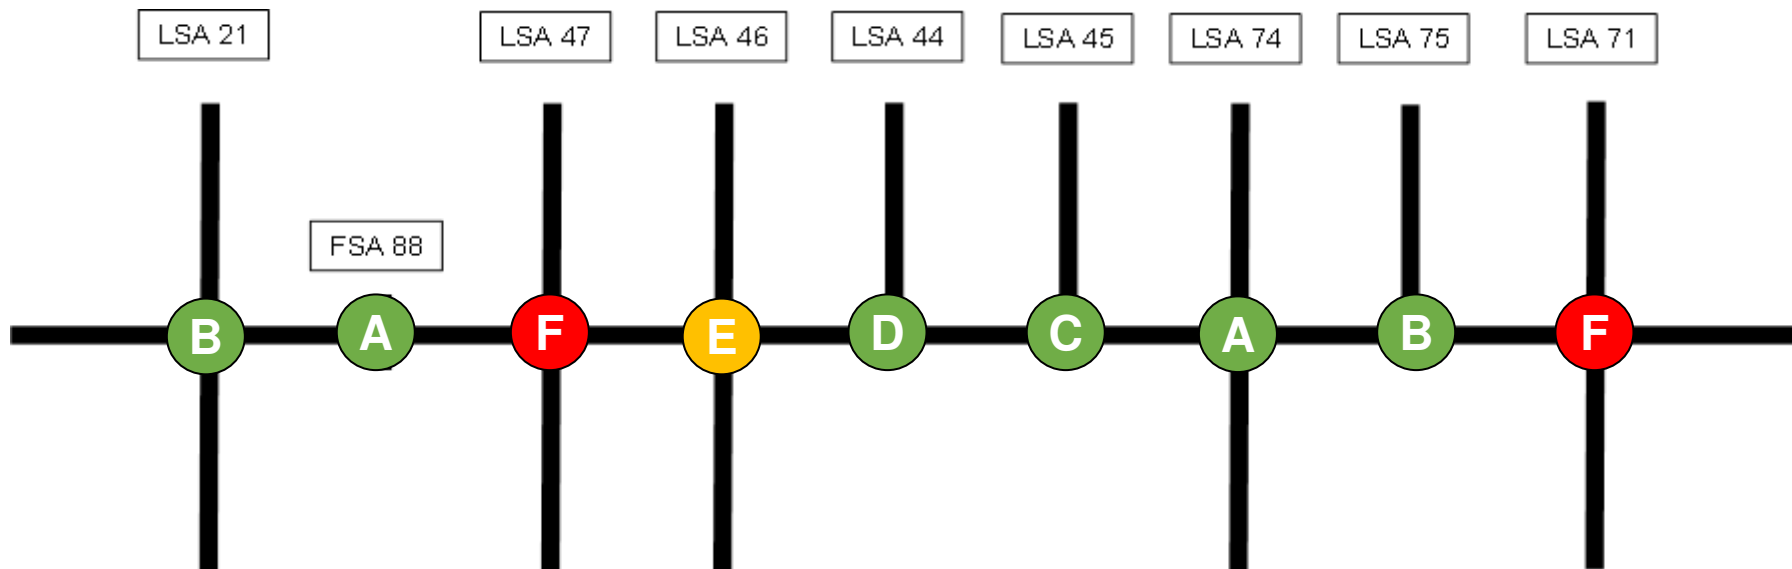 LSA 21
LSA 47
LSA 46
LSA 44
LSA 45
LSA 74
LSA 75
LSA 71
FSA 88
B
A
F
E
D
C
A
B
F